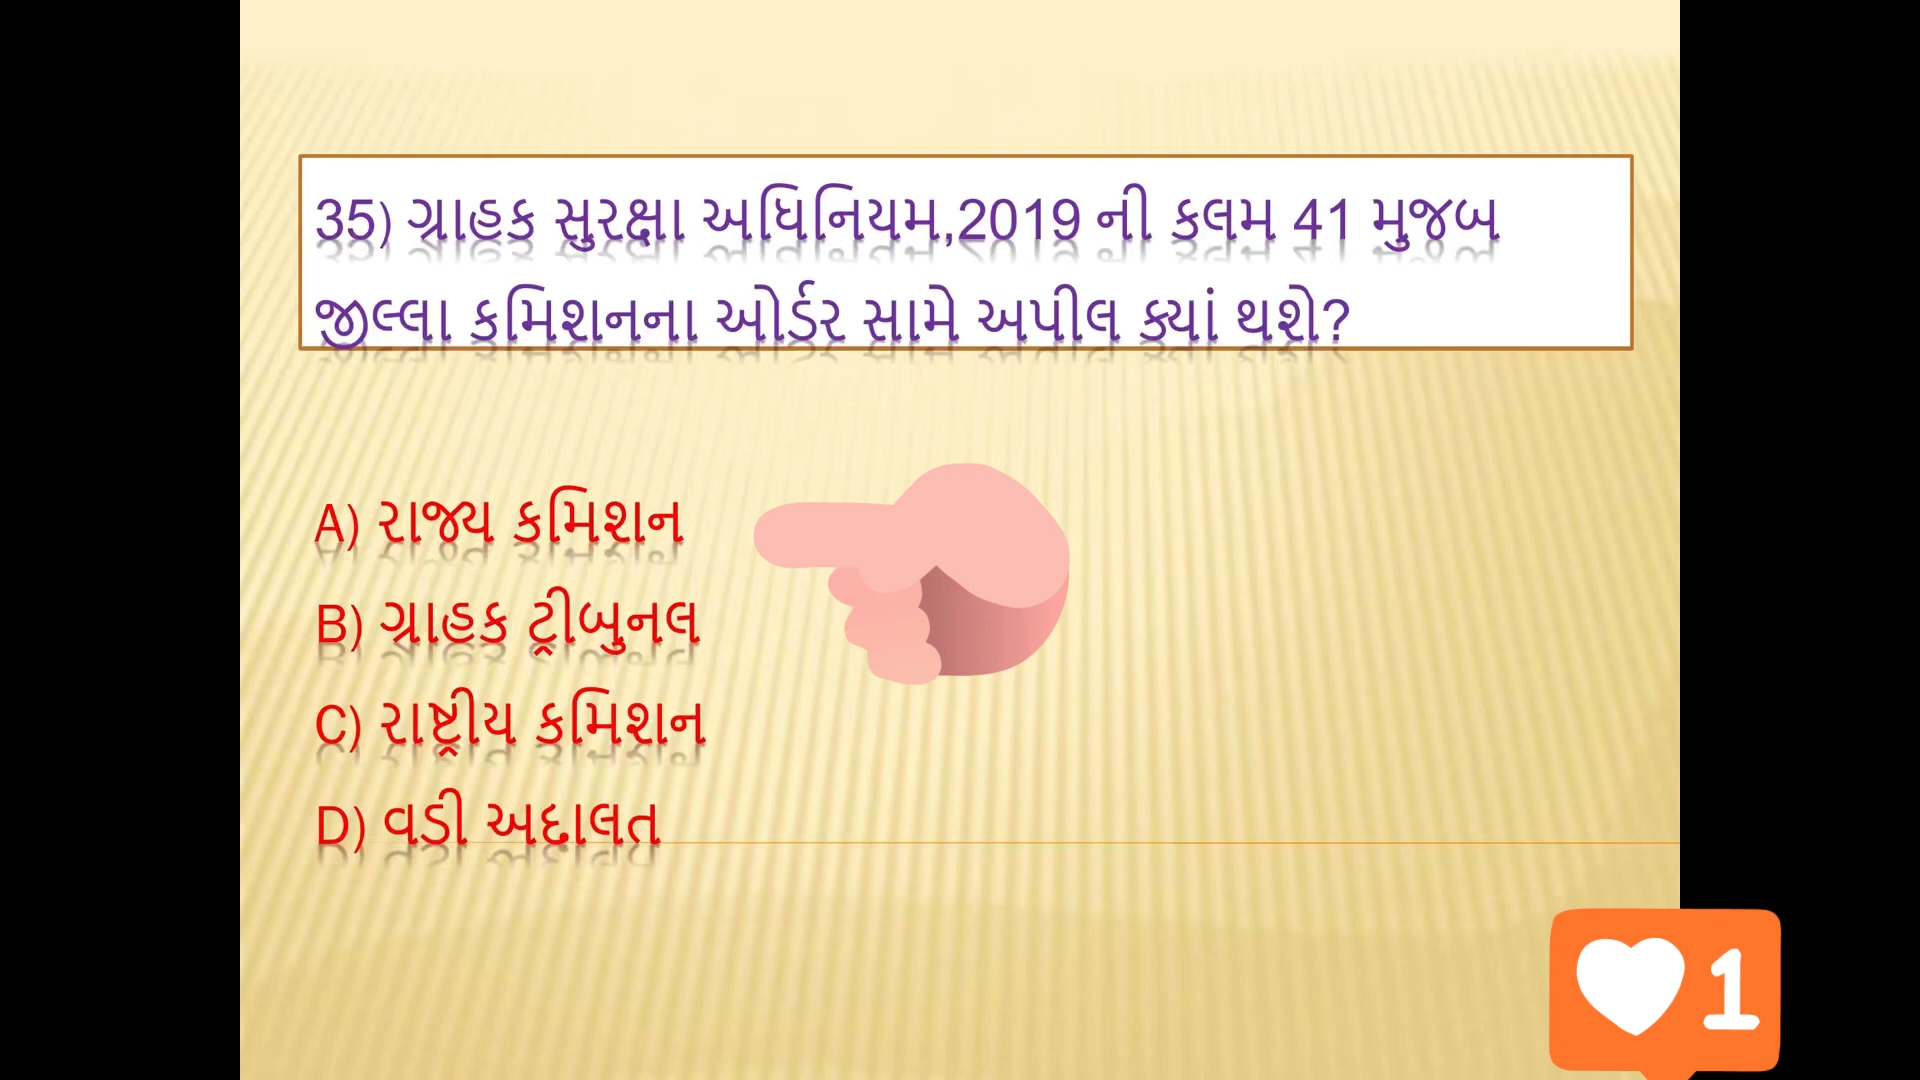 35) ગ્રાહક સુરક્ષા અધિનિયમ,2019 ની કલમ 41 મુજબ
જીલ્લા કમિશનના ઓર્ડર સામે અપીલ ક્યાં થશે?
A) રાજ્ય કમિશન
B) ગ્રાહક ટ્રીબુનલ
C) રાષ્ટ્રીય કમિશન
D) વડી અદાલત
1